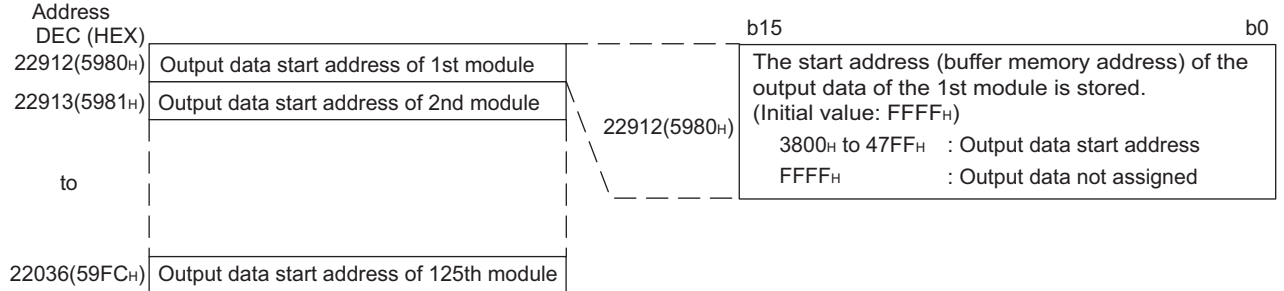 Address
DEC (HEX)
22912(5980H) Output data start address of 1st module
22913(5981H) Output data start address of 2nd module
to
22036(59FCH) Output data start address of 125th module
22912(5980H)
b15 b0
The start address (buffer memory address) of the
output data of the 1st module is stored.
(Initial value: FFFFH)
3800H to 47FFH : Output data start address
FFFFH : Output data not assigned